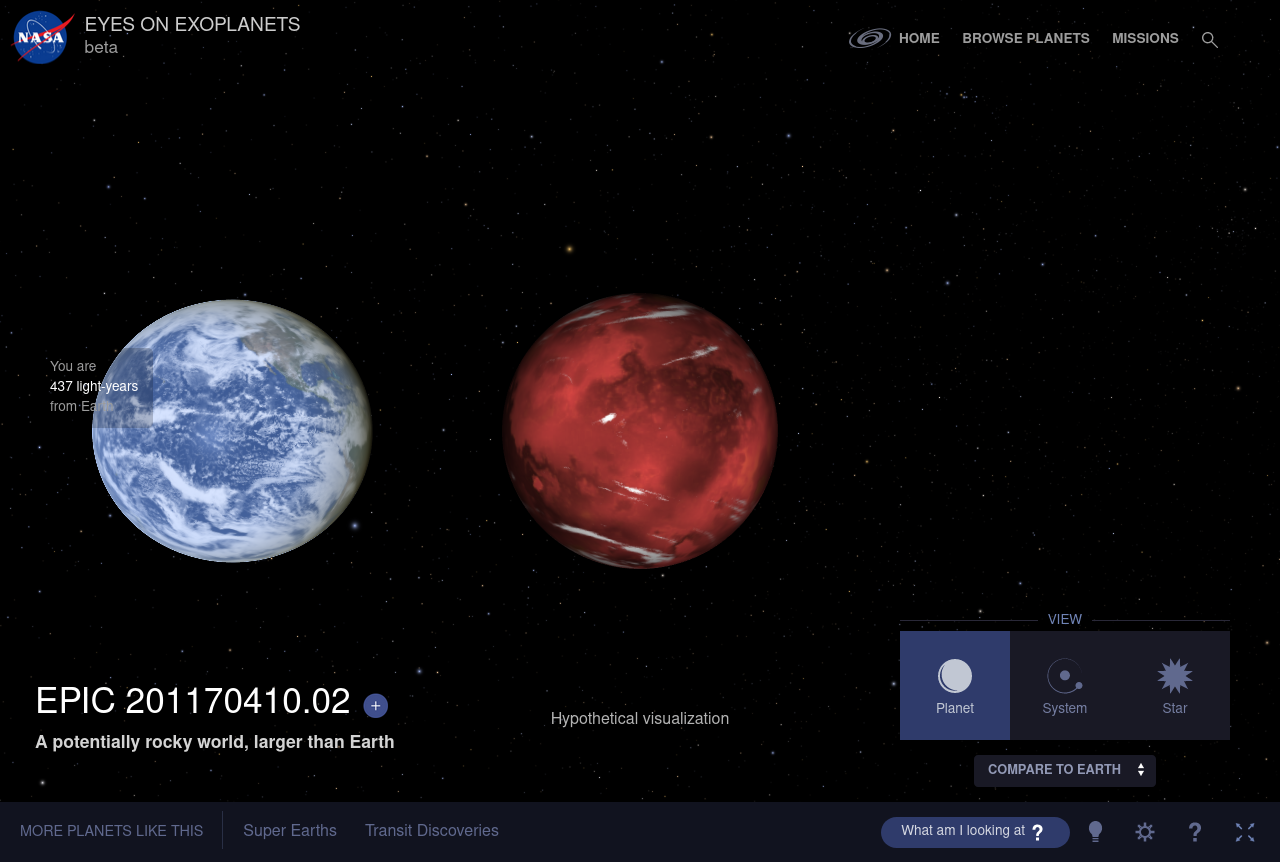 NASA
EYES ON EXOPLANETS
beta
HOME
BROWSE PLANETS
MISSIONS
You are
437 light-years
from Earth
EPIC 201170410.02
A potentially rocky world, larger than Earth
Hypothetical visualization
VIEW
Planet
System
Star
COMPARE TO EARTH
MORE PLANETS LIKE THIS
Super Earths
Transit Discoveries
What am I looking at ?